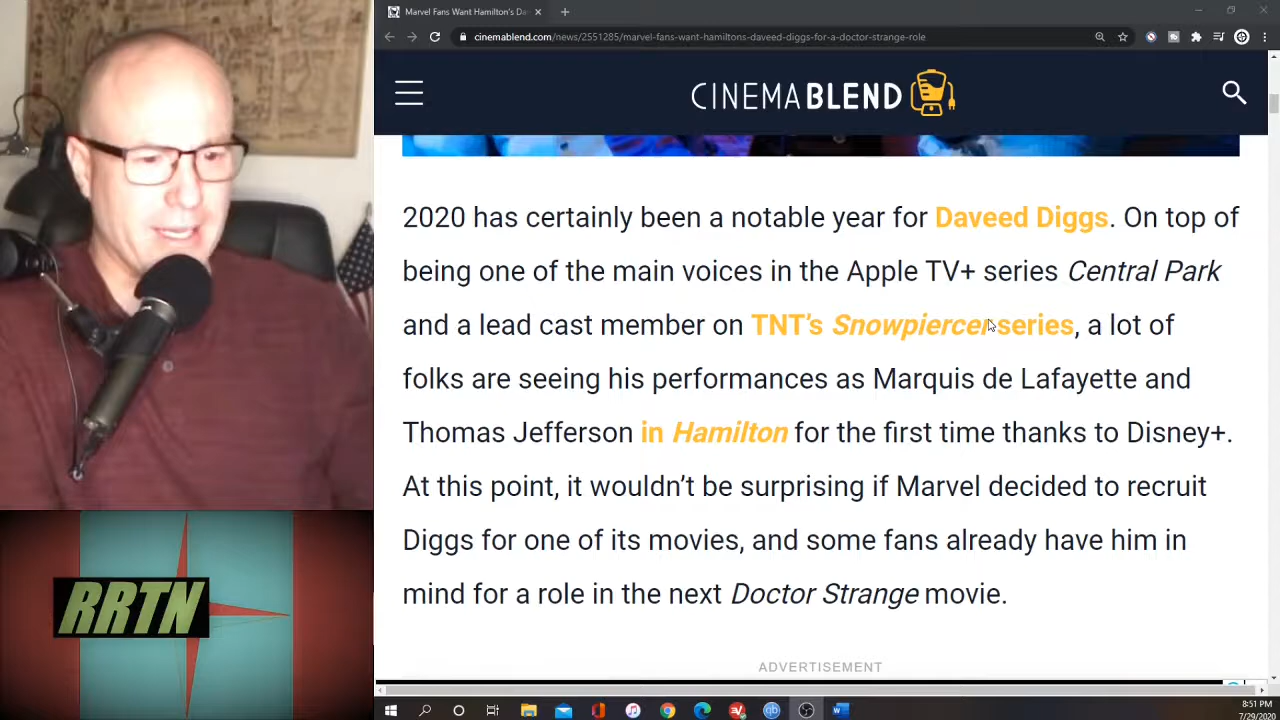 Marvel Fans Want Hamilton's Da
cinemablend.com/news/2551285/marvel-fans-want-hamiltons-daveed-diggs-for-a-doctor-strange-role
CINEMABLEND
2020 has certainly been a notable year for Daveed Diggs. On top of
being one of the main voices in the Apple TV+ series Central Park
and a lead cast member on TNT’s Snowpiercer series, a lot of
folks are seeing his performances as Marquis de Lafayette and
Thomas Jefferson in Hamilton for the first time thanks to Disney+.
At this point, it wouldn’t be surprising if Marvel decided to recruit
Diggs for one of its movies, and some fans already have him in
mind for a role in the next Doctor Strange movie.
ADVERTISEMENT
RRTN
8:51 PM
7/29/2020